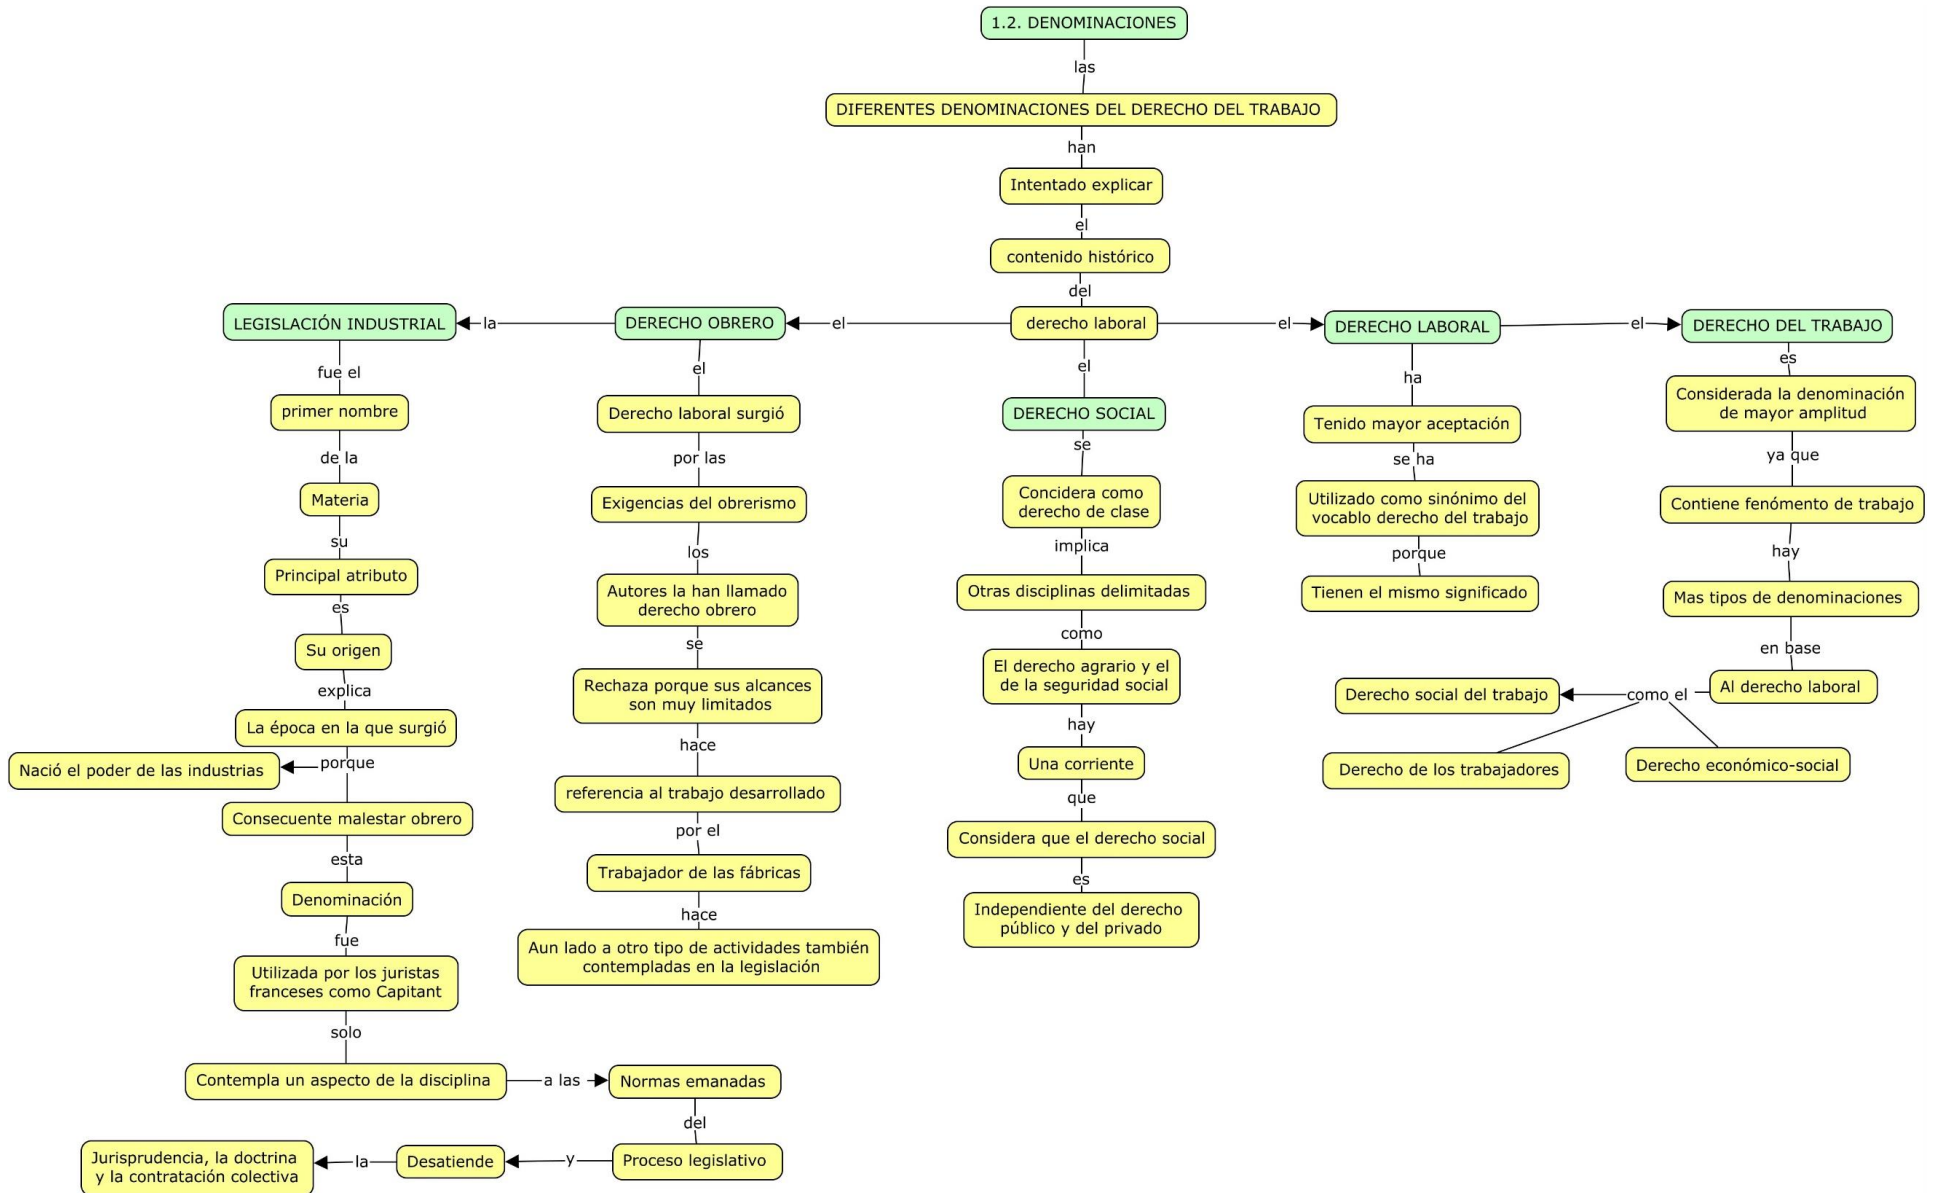 1.2. DENOMINACIONES
las
DIFERENTES DENOMINACIONES DEL DERECHO DEL TRABAJO
han
Intentado explicar
el
contenido histórico
del
derecho laboral
el
DERECHO OBRERO
la
LEGISLACIÓN INDUSTRIAL
fue el
primer nombre
de la
Materia
su
Principal atributo
es
Su origen
explica
La época en la que surgió
porque
Nació el poder de las industrias
Consecuente malestar obrero
esta
Denominación
fue
Utilizada por los juristas
franceses como Capitant
solo
Contempla un aspecto de la disciplina
a las
Normas emanadas
del
Proceso legislativo
y
Desatiende
la
Jurisprudencia, la doctrina
y la contratación colectiva
el
Derecho laboral surgió
por las
Exigencias del obrerismo
los
Autores la han llamado
derecho obrero
se
Rechaza porque sus alcances
son muy limitados
hace
referencia al trabajo desarrollado
por el
Trabajador de las fábricas
hace
Aun lado a otro tipo de actividades también
contempladas en la legislación
el
DERECHO SOCIAL
se
Concidera como
derecho de clase
implica
Otras disciplinas delimitadas
como
El derecho agrario y el
de la seguridad social
hay
Una corriente
que
Considera que el derecho social
es
Independiente del derecho
público y del privado
el
DERECHO LABORAL
ha
Tenido mayor aceptación
se ha
Utilizado como sinónimo del
vocablo derecho del trabajo
porque
Tienen el mismo significado
el
DERECHO DEL TRABAJO
es
Considerada la denominación
de mayor amplitud
ya que
Contiene fenómento de trabajo
hay
Mas tipos de denominaciones
en base
Al derecho laboral
como el
Derecho social del trabajo
Derecho de los trabajadores
Derecho económico-social